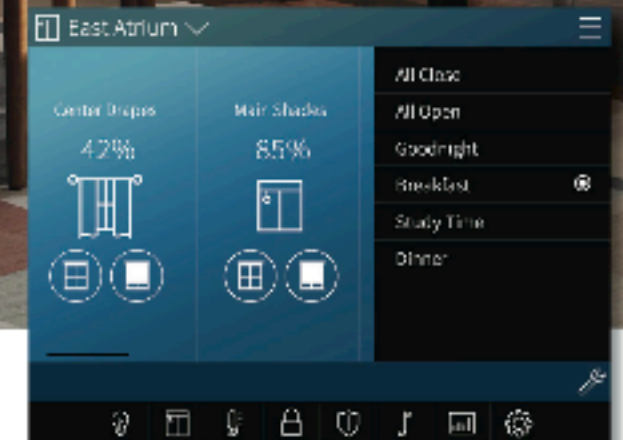 East Atrium
Center Drapes
42%
Main Shades
85%
All Close
All Open
Goodnight
Breakfast
Study Time
Dinner